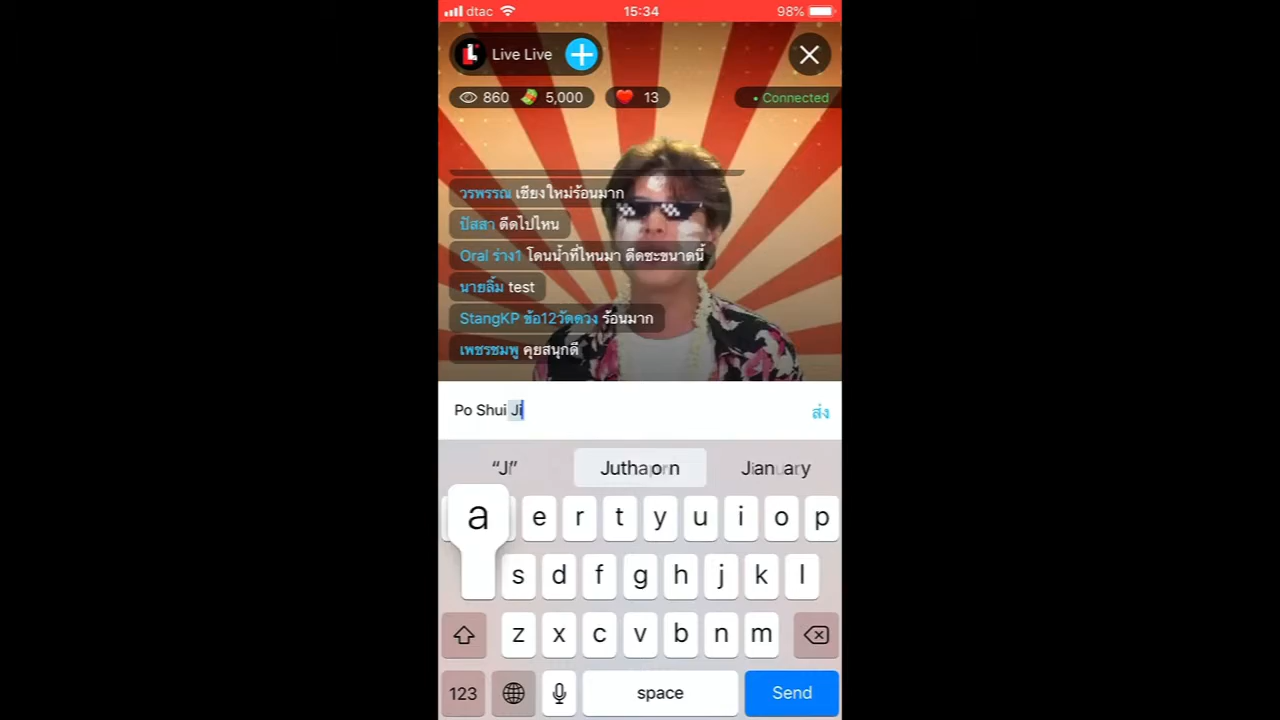 dtac 15:34 98%
Live Live
860 5,000 13 • Connected
วรพรรณ เชียงใหม่ร้อนมาก
ปัสสา ดีดไปไหน
Oral ร่าง1 โดนน้ำที่ไหนมา ดีดซะขนาดนี้
นายลิ้ม test
StangKP ข้อ12วัดดวง ร้อนมาก
เพชรชมพู คุยสนุกดี
Po Shui Ji ส่ง
a e r t y u i o p
s d f g h j k l
z x c v b n m
123 space Send